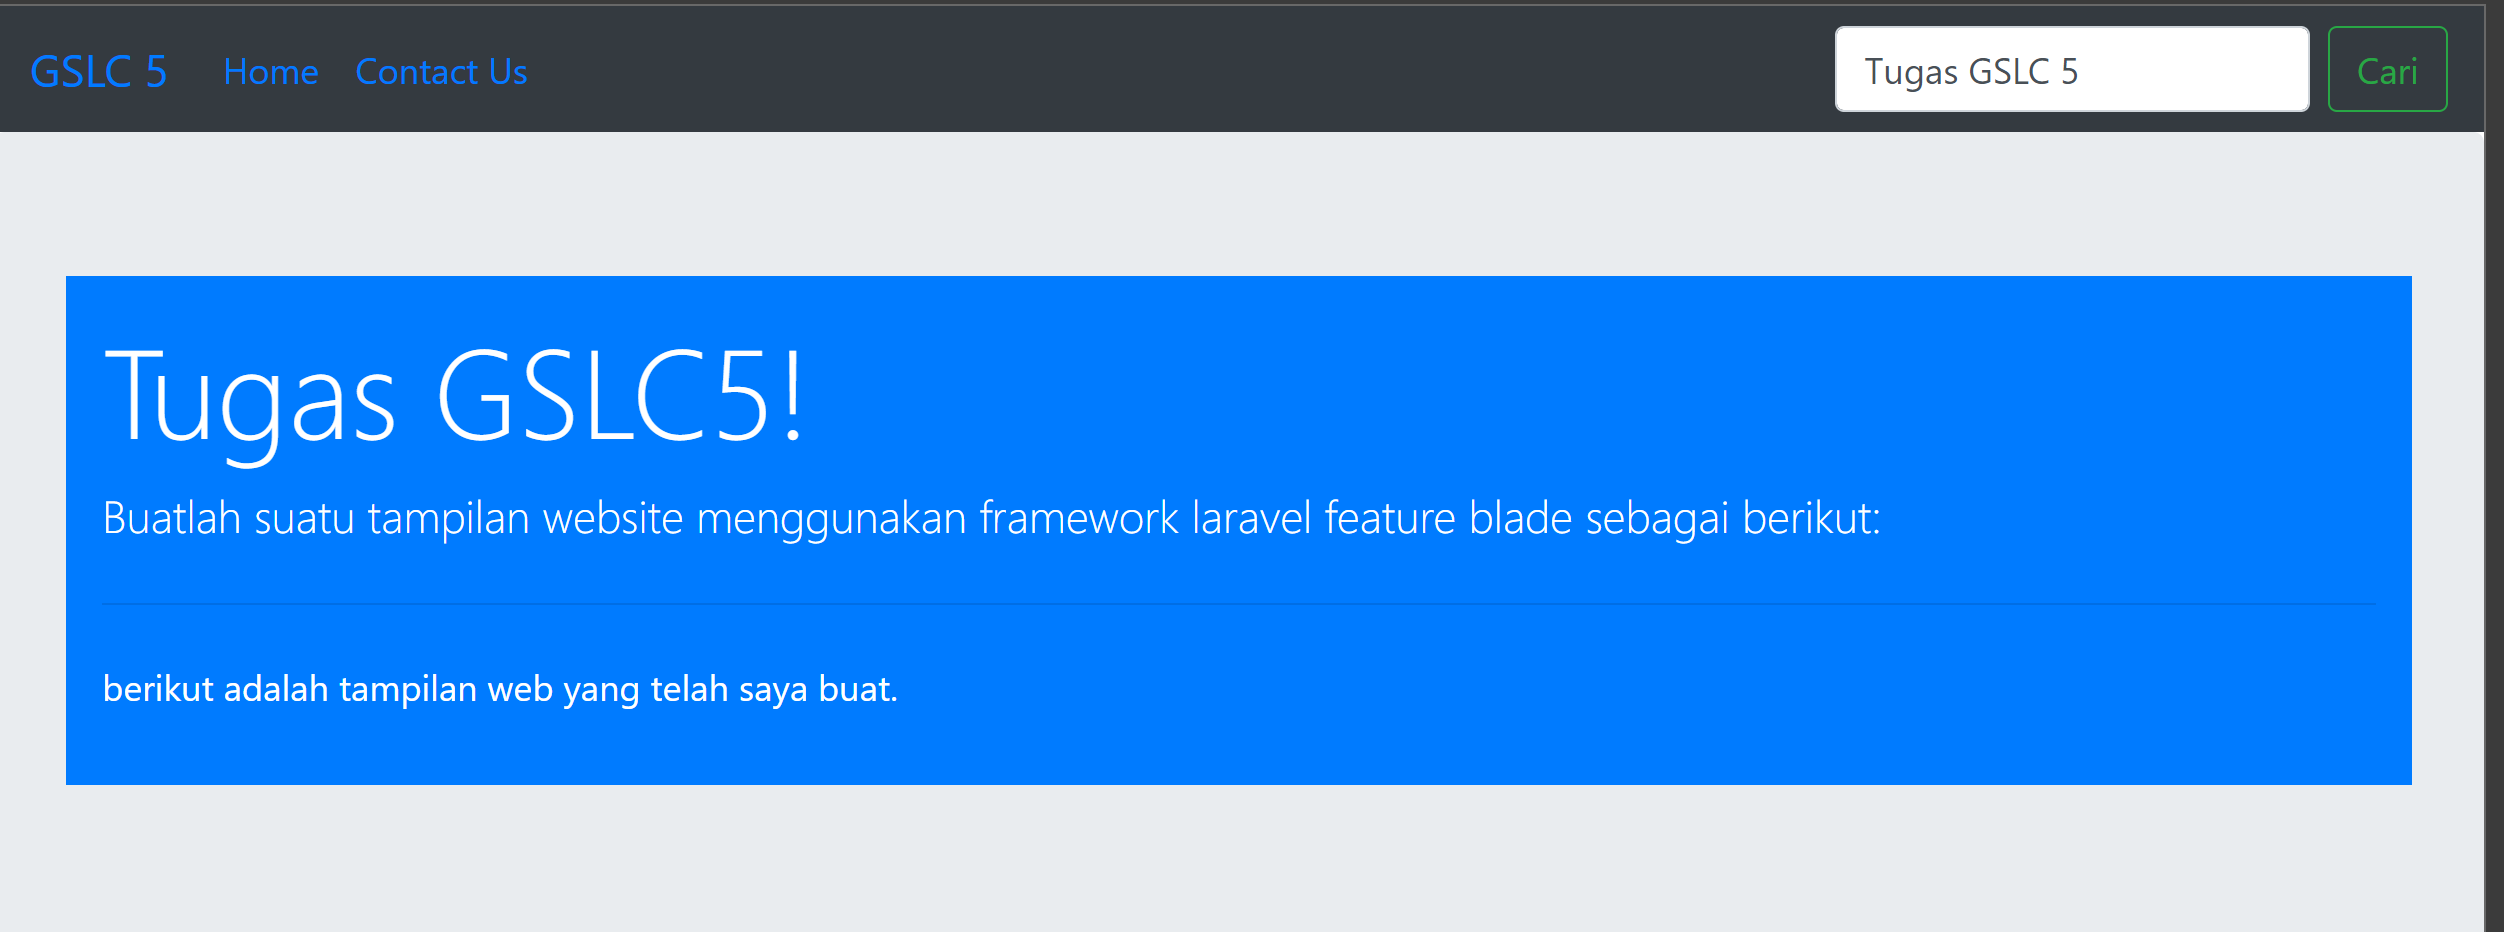 GSLC 5 Home Contact Us Tugas GSLC 5 Cari
Tugas GSLC5!
Buatlah suatu tampilan website menggunakan framework laravel feature blade sebagai berikut:
berikut adalah tampilan web yang telah saya buat.